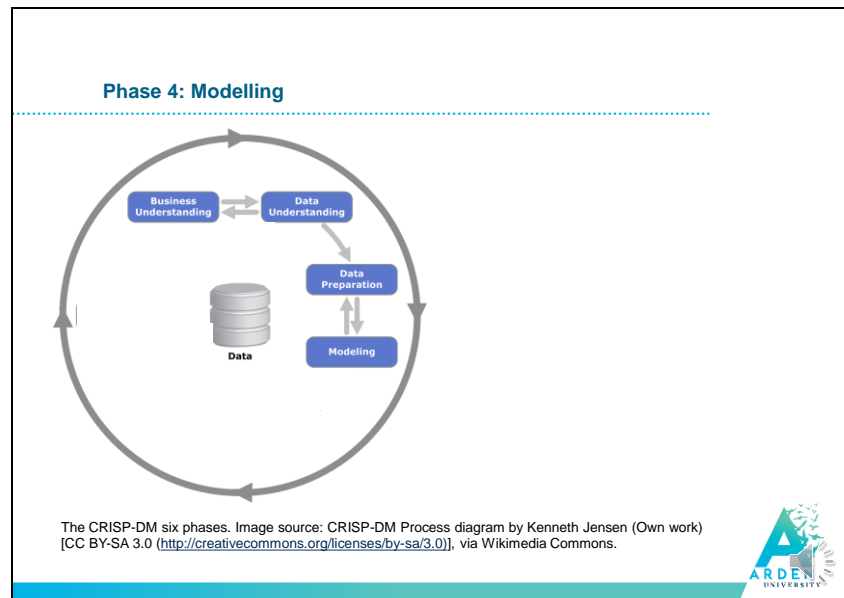 Phase 4: Modelling
Business
Understanding
Data
Understanding
Data
Preparation
Modeling
Data
The CRISP-DM six phases. Image source: CRISP-DM Process diagram by Kenneth Jensen (Own work)
[CC BY-SA 3.0 (http://creativecommons.org/licenses/by-sa/3.0)], via Wikimedia Commons.
ARDE
UNIVERSITY